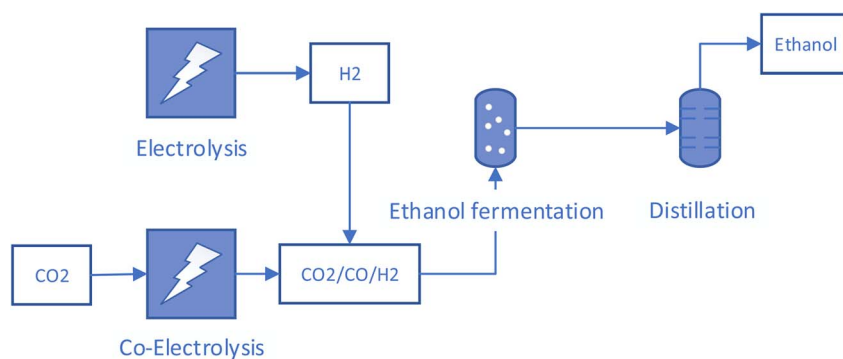 Ethanol
H2
Electrolysis
Ethanol fermentation
Distillation
CO2
CO2/CO/H2
Co-Electrolysis